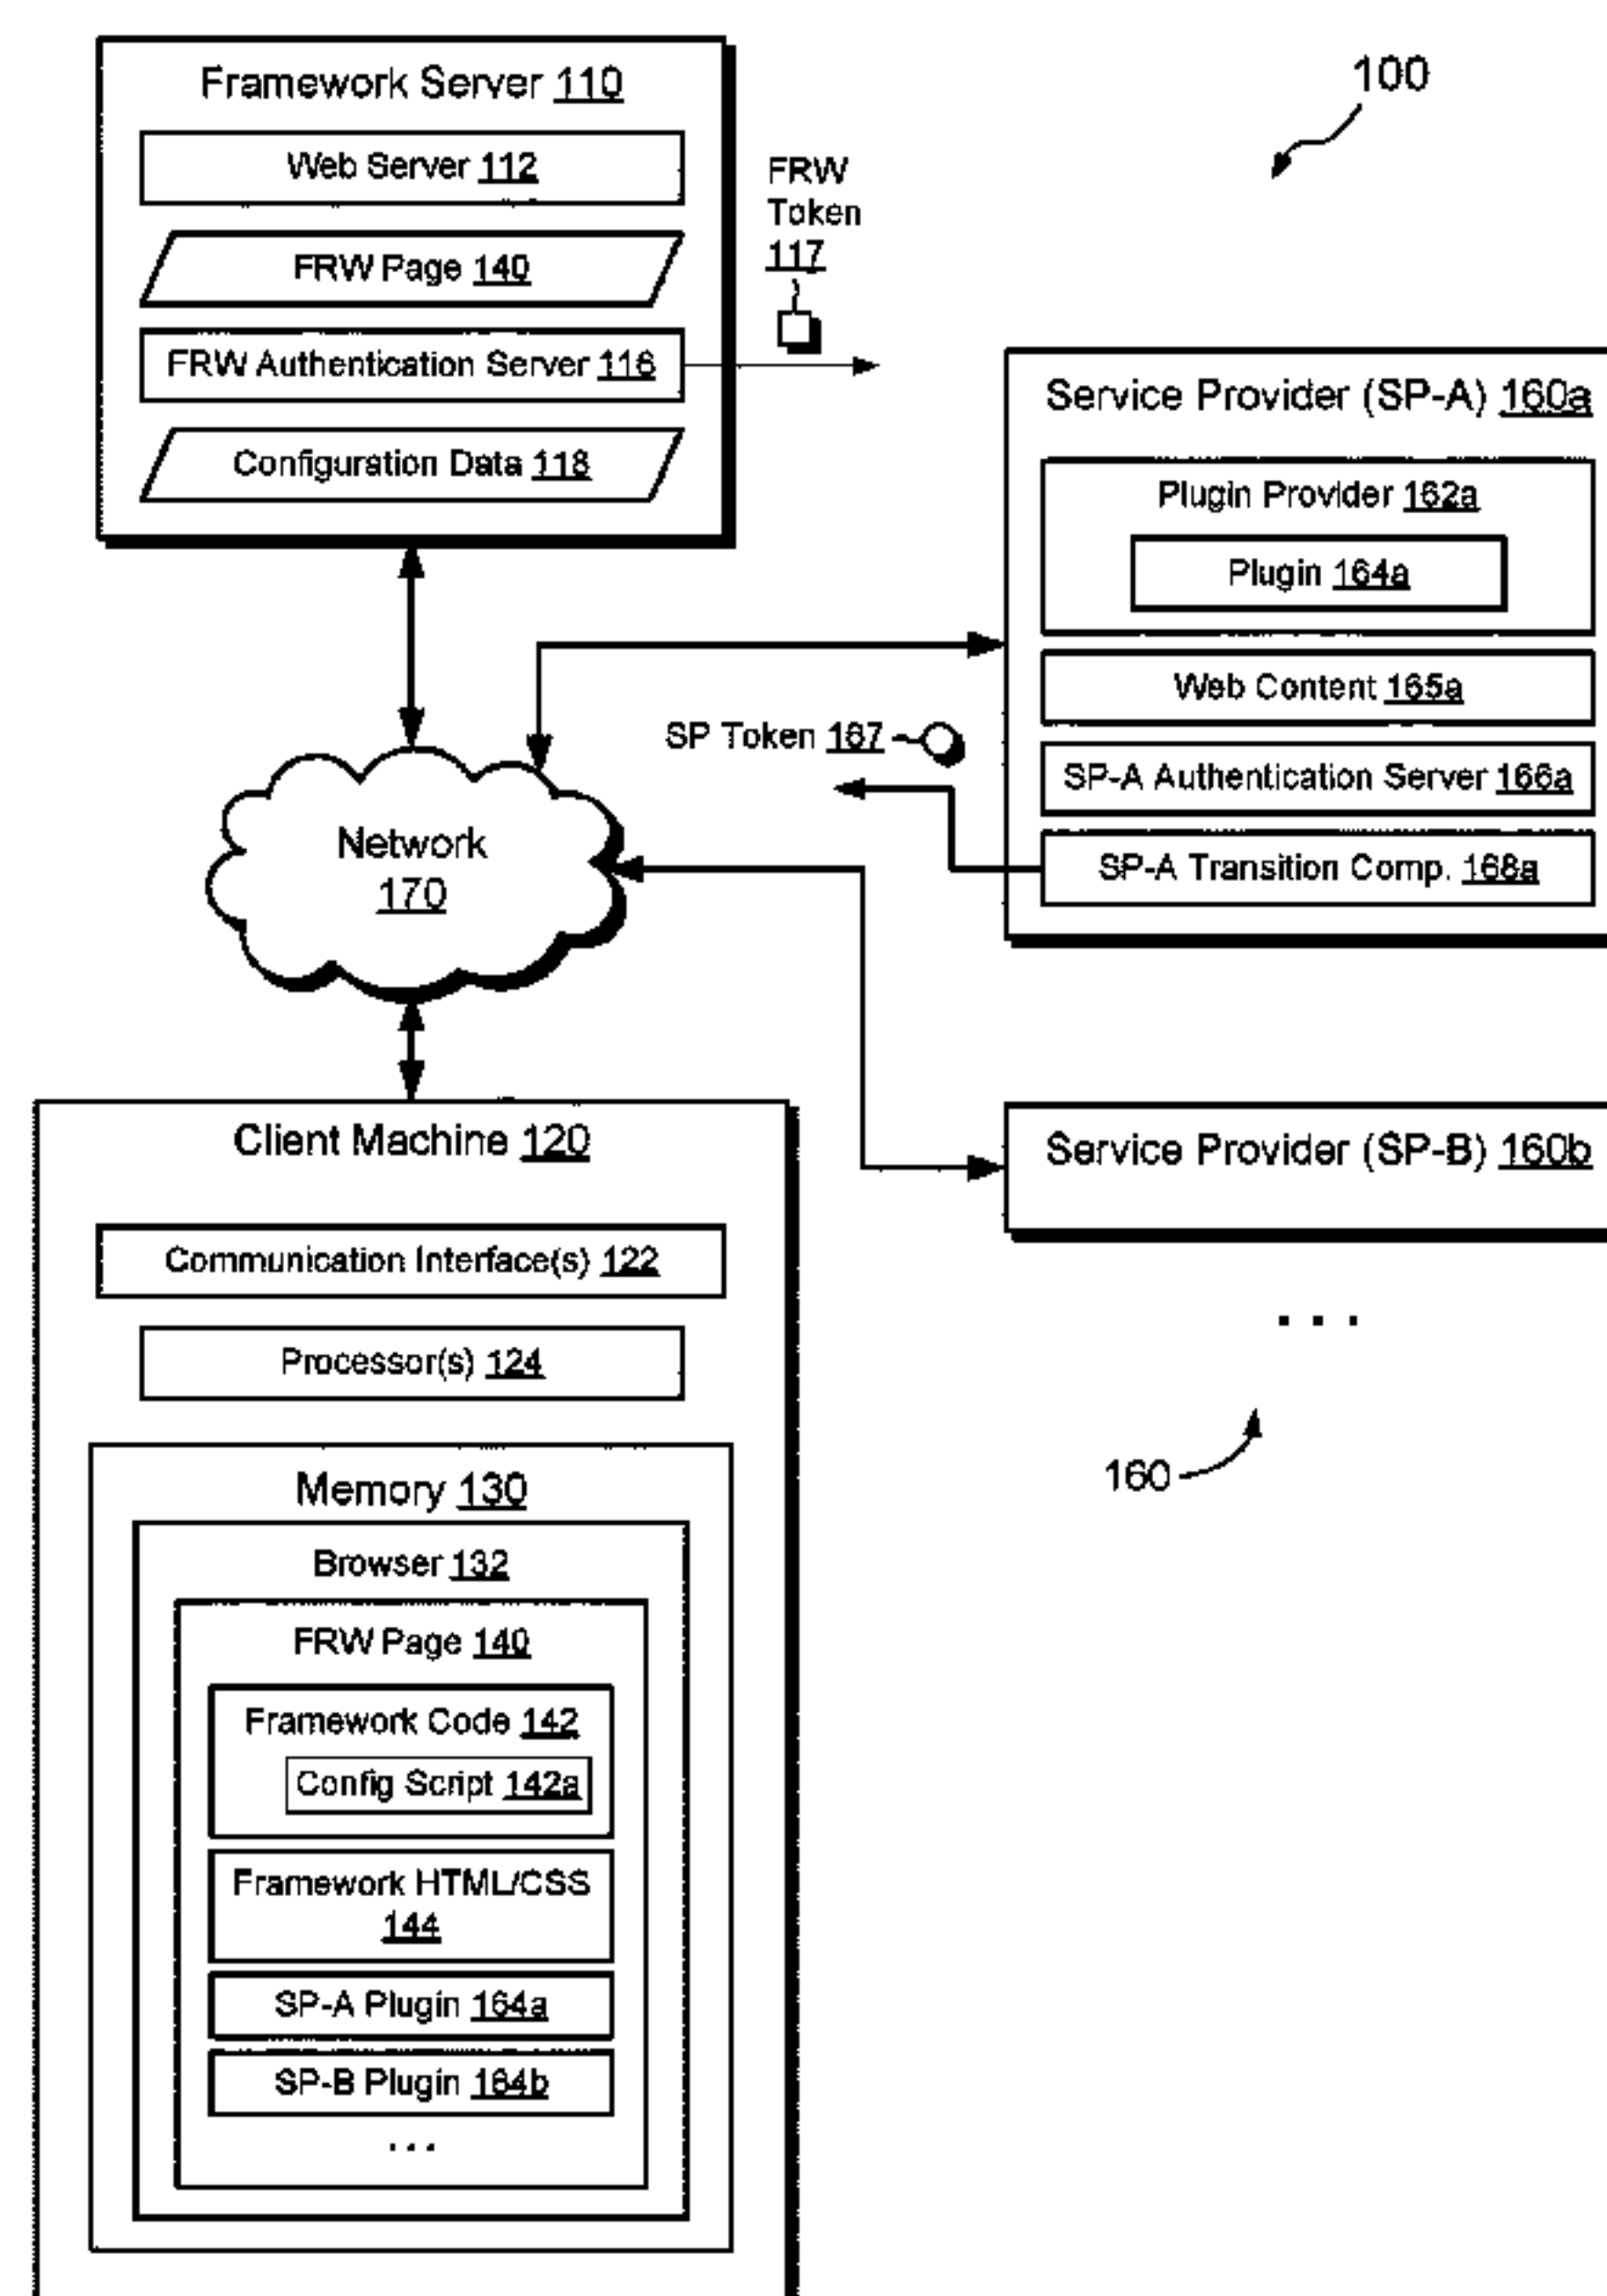 Framework Server 110
Web Server 112
FRW Page 140
FRW Authentication Server 116
Configuration Data 118
FRW
Token
117
100
Service Provider (SP-A) 160a
Plugin Provider 162a
Plugin 164a
Web Content 165a
SP-A Authentication Server 166a
SP-A Transition Comp. 168a
SP Token 167
Network
170
Service Provider (SP-B) 160b
. . .
160
Client Machine 120
Communication Interface(s) 122
Processor(s) 124
Memory 130
Browser 132
FRW Page 140
Framework Code 142
Config Script 142a
Framework HTML/CSS
144
SP-A Plugin 164a
SP-B Plugin 164b
...